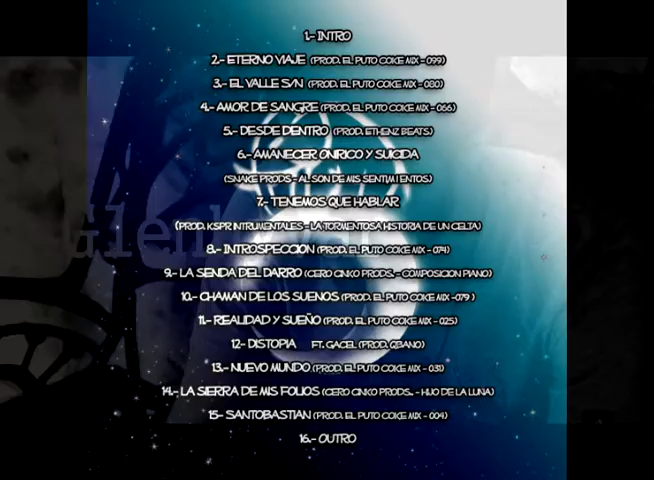 1.- INTRO
2.- ETERNO VIAJE (PROD. EL PUTO COKE MIX - 099)
3.- EL VALLE S/N (PROD. EL PUTO COKE MIX - 080)
4.- AMOR DE SANGRE (PROD. EL PUTO COKE MIX - 066)
5.- DESDE DENTRO (PROD. ETHENZ BEATS)
6.- AMANECER ONIRICO Y SUICIDA
(SNAKE PRODS - AL SON DE MIS SENTIMIENTOS)
7.- TENEMOS QUE HABLAR
(PROD. KSPR INTRUMENTALES - LA TORMENTOSA HISTORIA DE UN CELTA)
8.- INTROSPECCION (PROD. EL PUTO COKE MIX - 074)
9.- LA SENDA DEL DARRO (CERO CINKO PRODS. - COMPOSICION PIANO)
10.- CHAMAN DE LOS SUENOS (PROD. EL PUTO COKE MIX -079 )
11.- REALIDAD Y SUEÑO (PROD. EL PUTO COKE MIX - 025)
12- DISTOPIA FT. GACEL (PROD. QBANO)
13.- NUEVO MUNDO (PROD. EL PUTO COKE MIX - 031)
14.- LA SIERRA DE MIS FOLIOS (CERO CINKO PRODS.. - HIJO DE LA LUNA)
15- SANTOBASTIAN (PROD. EL PUTO COKE MIX - 004)
16.- OUTRO